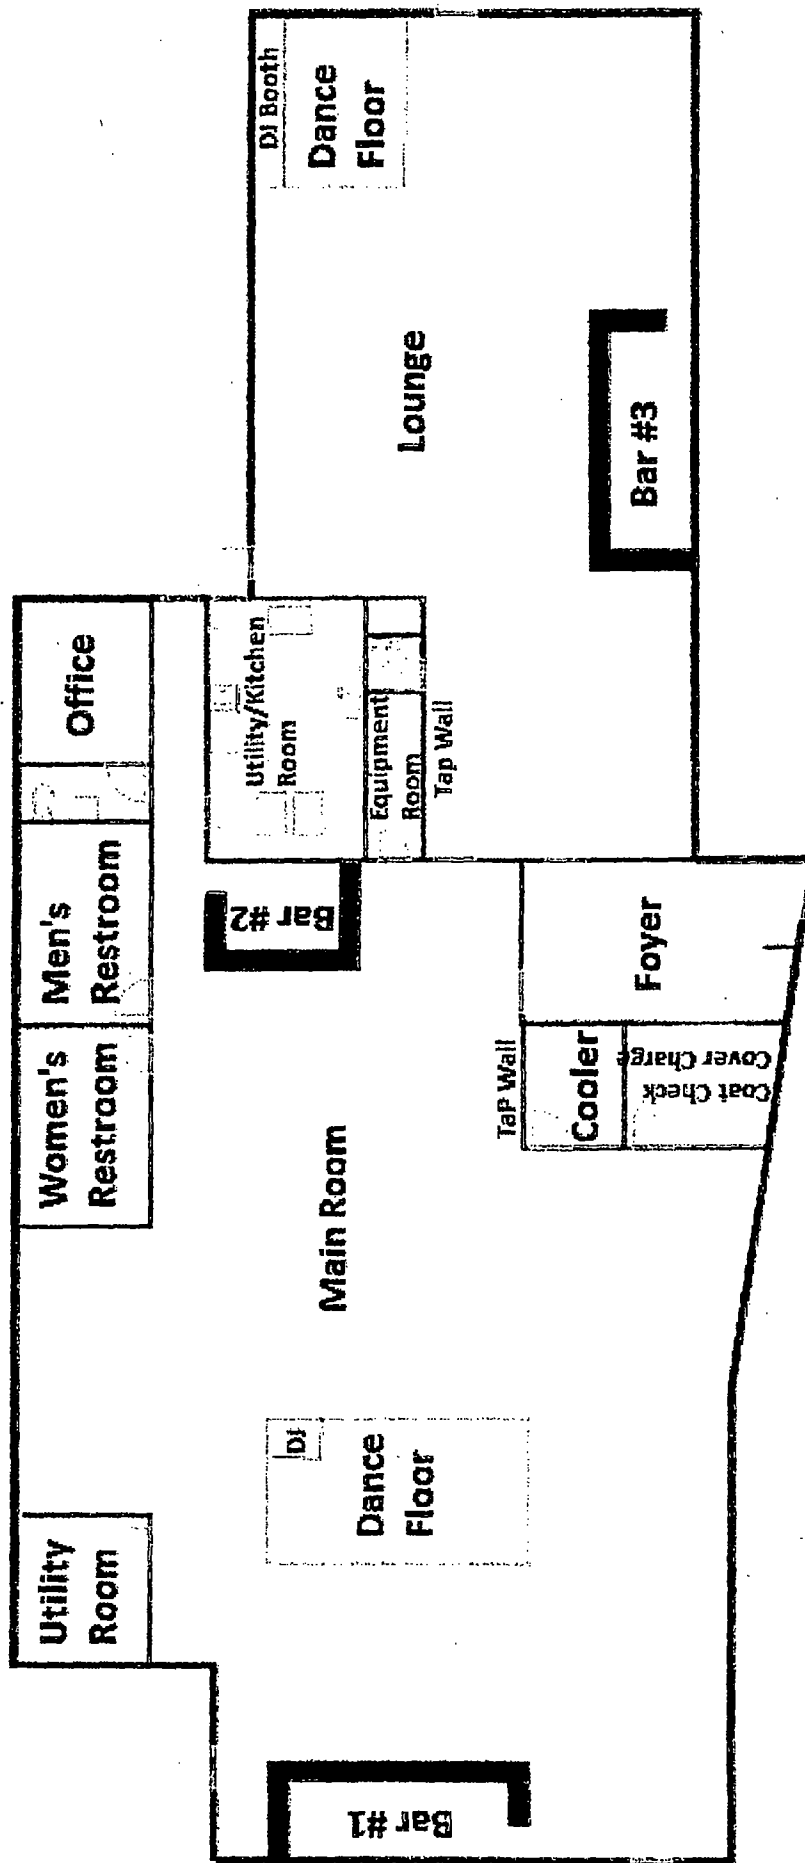 DJ Booth
Dance
Floor
Lounge
Bar #3
Office
Utility/Kitchen
Room
Equipment
Room
Tap Wall
Men's
Restroom
Bar #2
Foyer
Women's
Restroom
TaP Wall
Cooler
Cover Charge
Coat Check
Main Room
DJ
Dance
Floor
Utility
Room
Bar #1